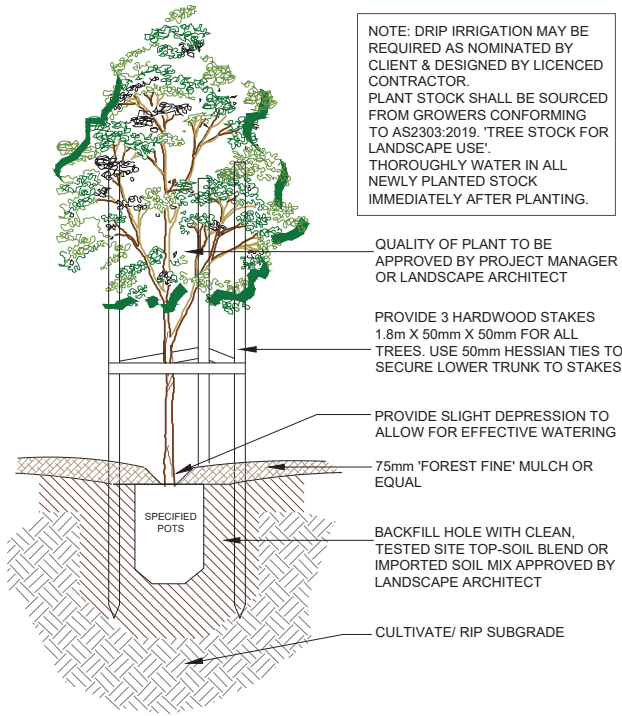 NOTE: DRIP IRRIGATION MAY BE
REQUIRED AS NOMINATED BY
CLIENT & DESIGNED BY LICENCED
CONTRACTOR.
PLANT STOCK SHALL BE SOURCED
FROM GROWERS CONFORMING
TO AS2303:2019. 'TREE STOCK FOR
LANDSCAPE USE'.
THOROUGHLY WATER IN ALL
NEWLY PLANTED STOCK
IMMEDIATELY AFTER PLANTING.
QUALITY OF PLANT TO BE
APPROVED BY PROJECT MANAGER
OR LANDSCAPE ARCHITECT
PROVIDE 3 HARDWOOD STAKES
1.8m X 50mm X 50mm FOR ALL
TREES. USE 50mm HESSIAN TIES TO
SECURE LOWER TRUNK TO STAKES
PROVIDE SLIGHT DEPRESSION TO
ALLOW FOR EFFECTIVE WATERING
75mm 'FOREST FINE' MULCH OR
EQUAL
SPECIFIED
POTS
BACKFILL HOLE WITH CLEAN,
TESTED SITE TOP-SOIL BLEND OR
IMPORTED SOIL MIX APPROVED BY
LANDSCAPE ARCHITECT
CULTIVATE/ RIP SUBGRADE